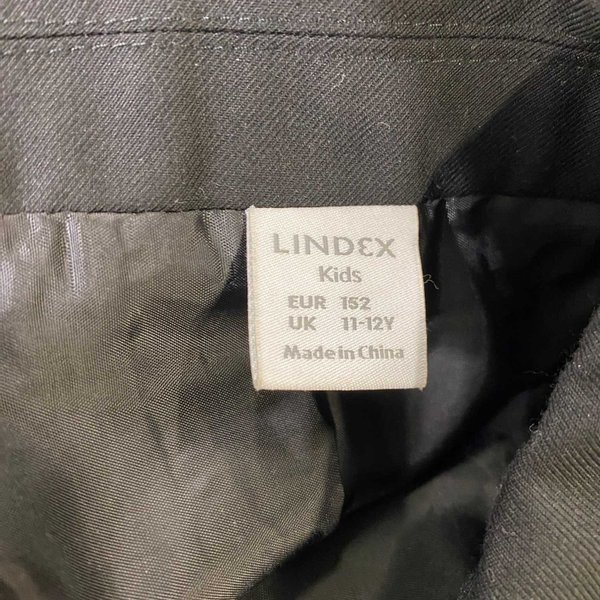 LINDEX
Kids
EUR 152
UK 11-12Y
Made in China